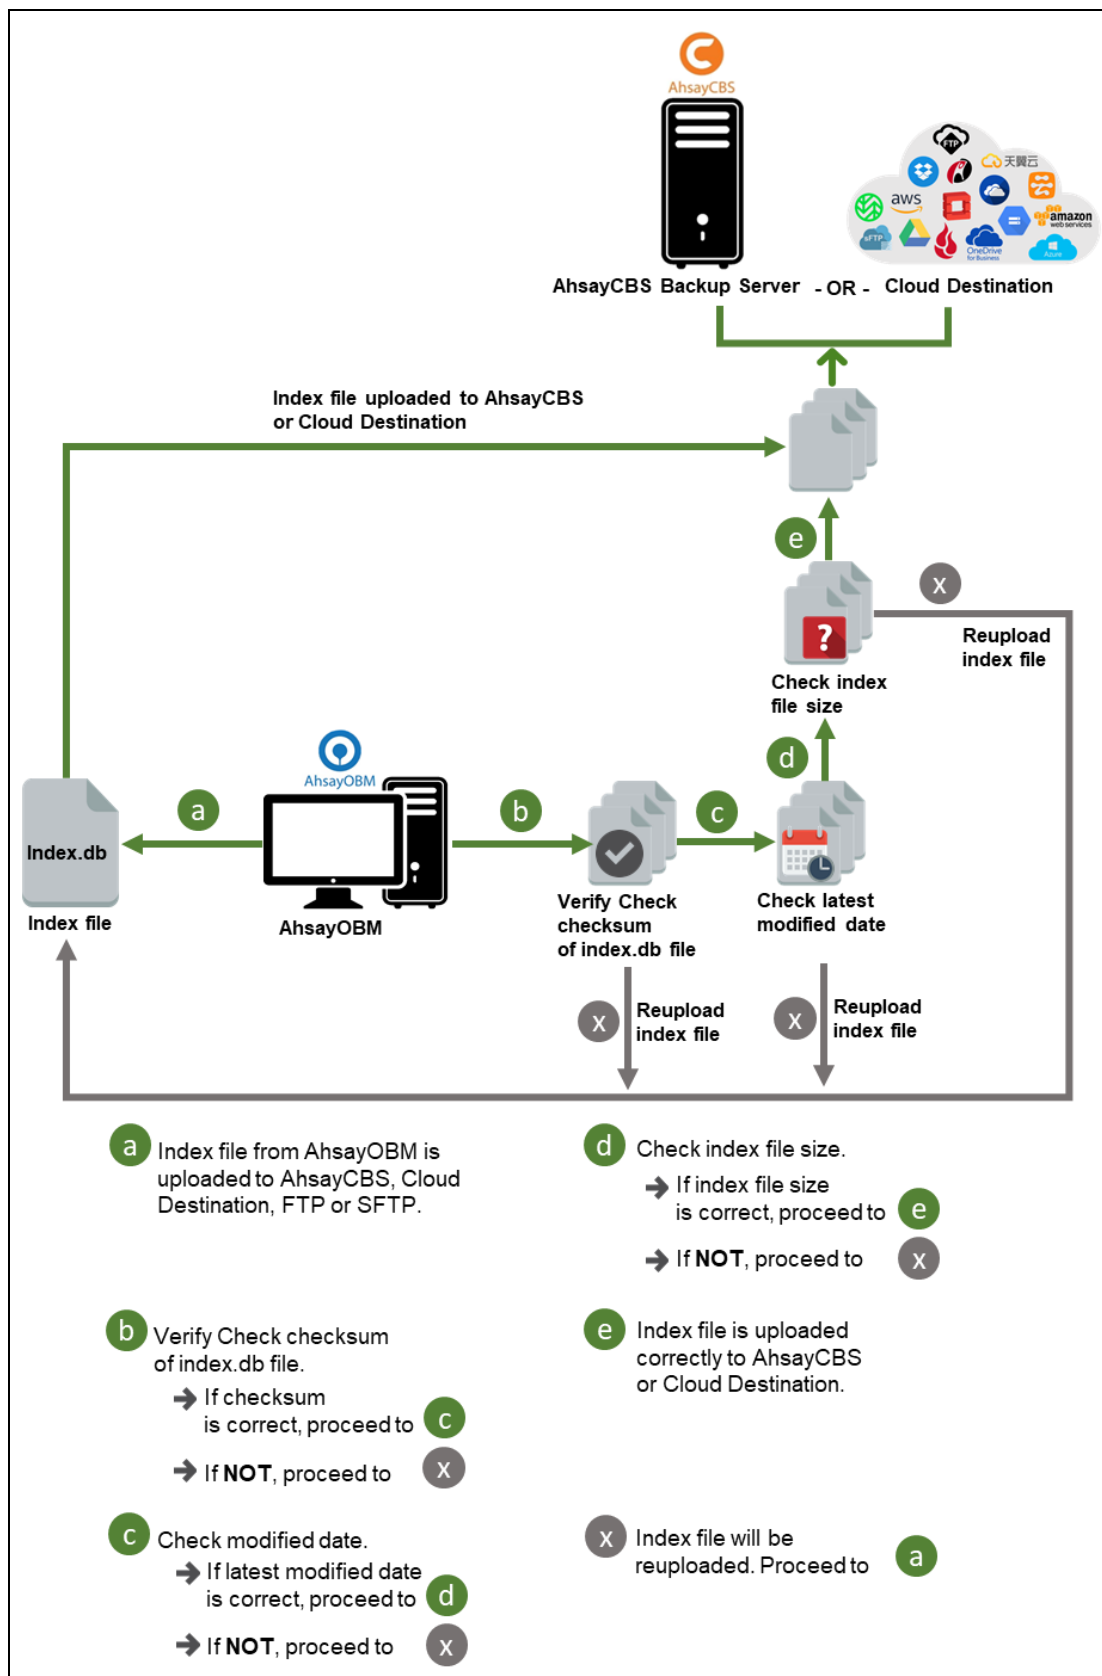 AhsayCBS
FTP
天翼云
aws
amazon
web services
sFTP
OneDrive
for Business
Azure
AhsayCBS Backup Server
- OR -
Cloud Destination
Index file uploaded to AhsayCBS
or Cloud Destination
e
x
Reupload
index file
?
Check index
file size
AhsayOBM
d
a
b
c
Index.db
Index file
AhsayOBM
Verify Check
checksum
of index.db file
Check latest
modified date
x
Reupload
index file
x
Reupload
index file
a
Index file from AhsayOBM is
uploaded to AhsayCBS, Cloud
Destination, FTP or SFTP.
b
Verify Check checksum
of index.db file.
If checksum
is correct, proceed to c
If NOT, proceed to x
c
Check modified date.
If latest modified date
is correct, proceed to d
If NOT, proceed to x
d
Check index file size.
If index file size
is correct, proceed to e
If NOT, proceed to x
e
Index file is uploaded
correctly to AhsayCBS
or Cloud Destination.
x
Index file will be
reuploaded. Proceed to a